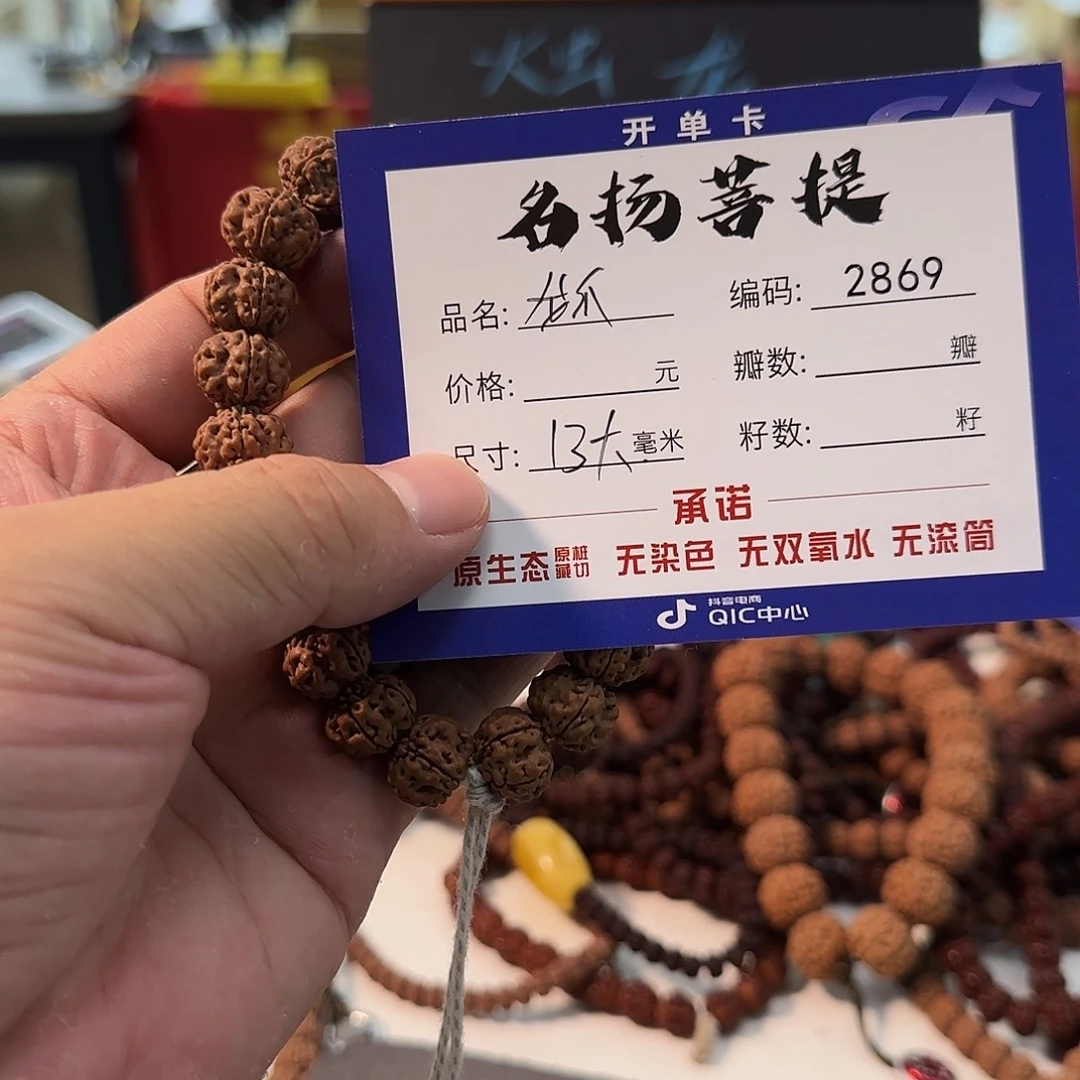 开单卡
名扬菩提
品名: 龙爪 编码: 2869
价格: 元 瓣数: 瓣
尺寸: 13大毫米 籽数: 籽
承诺
原生态 原桩藏切 无染色 无双氧水 无滚筒
抖音电商
QIC中心